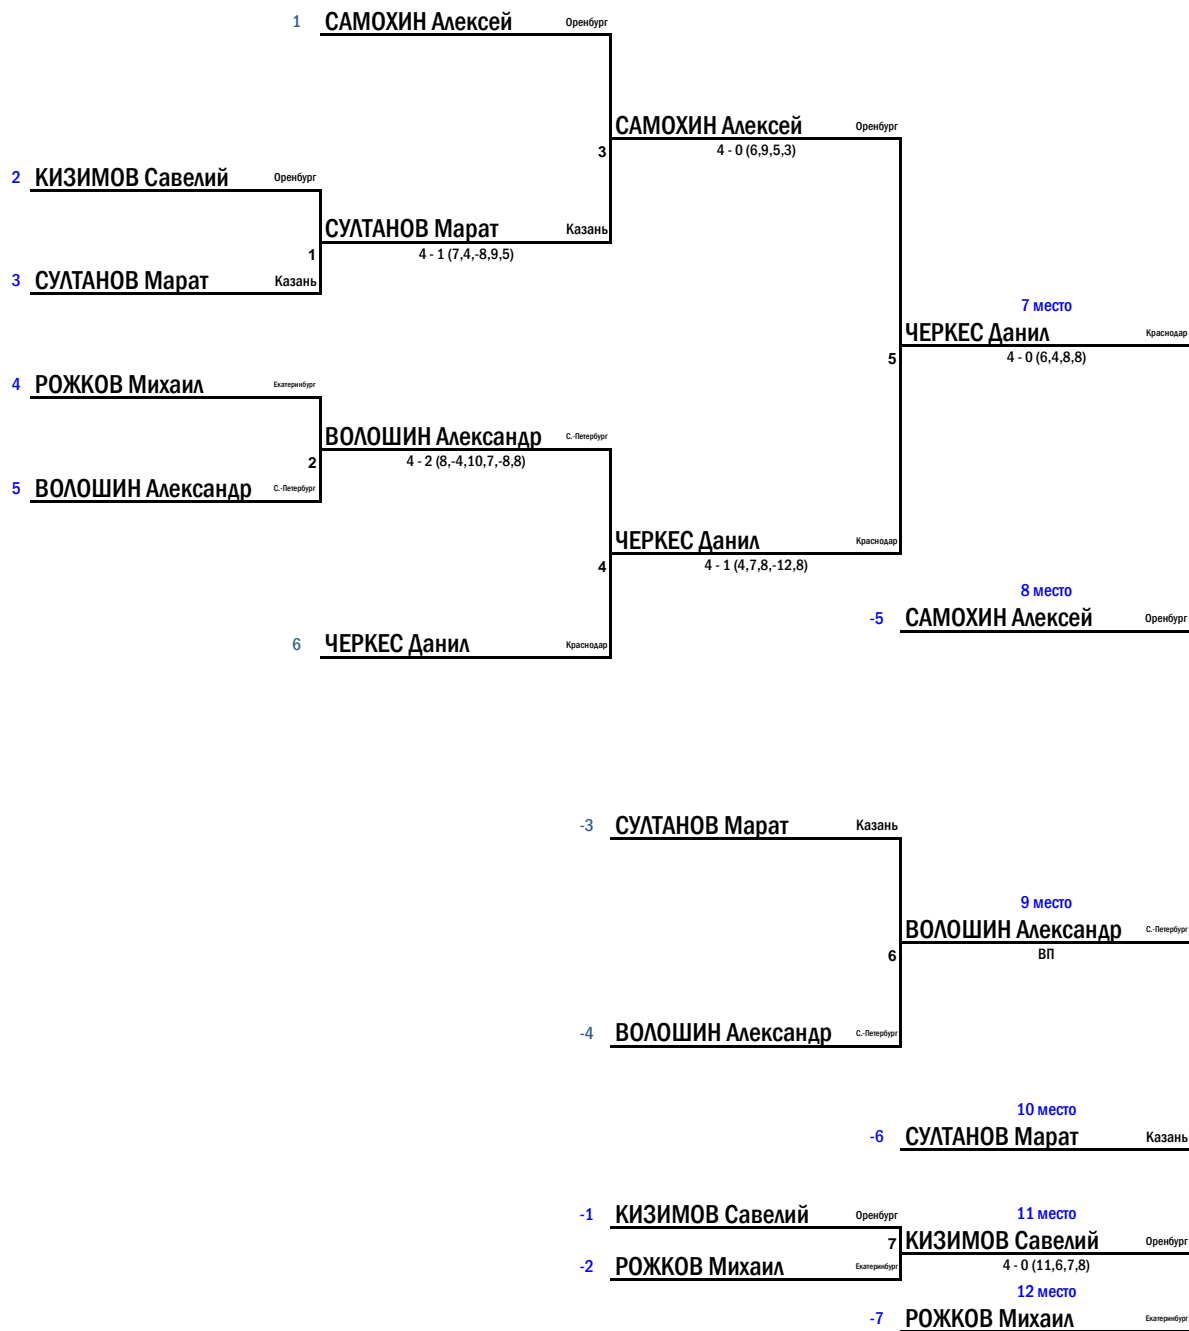 1 САМОХИН Алексей Оренбург
САМОХИН Алексей Оренбург
3 4 - 0 (6,9,5,3)
2 КИЗИМОВ Савелий Оренбург
СУЛТАНОВ Марат Казань
1 4 - 1 (7,4,-8,9,5)
3 СУЛТАНОВ Марат Казань
7 место
ЧЕРКЕС Данил Краснодар
5 4 - 0 (6,4,8,8)
4 РОЖКОВ Михаил Екатеринбург
ВОЛОШИН Александр С.-Петербург
2 4 - 2 (8,-4,10,7,-8,8)
5 ВОЛОШИН Александр С.-Петербург
ЧЕРКЕС Данил Краснодар
4 4 - 1 (4,7,8,-12,8)
8 место
-5 САМОХИН Алексей Оренбург
6 ЧЕРКЕС Данил Краснодар
-3 СУЛТАНОВ Марат Казань
9 место
ВОЛОШИН Александр С.-Петербург
6 ВП
-4 ВОЛОШИН Александр С.-Петербург
10 место
-6 СУЛТАНОВ Марат Казань
-1 КИЗИМОВ Савелий Оренбург 11 место
7 КИЗИМОВ Савелий Оренбург
-2 РОЖКОВ Михаил Екатеринбург 4 - 0 (11,6,7,8)
12 место
-7 РОЖКОВ Михаил Екатеринбург